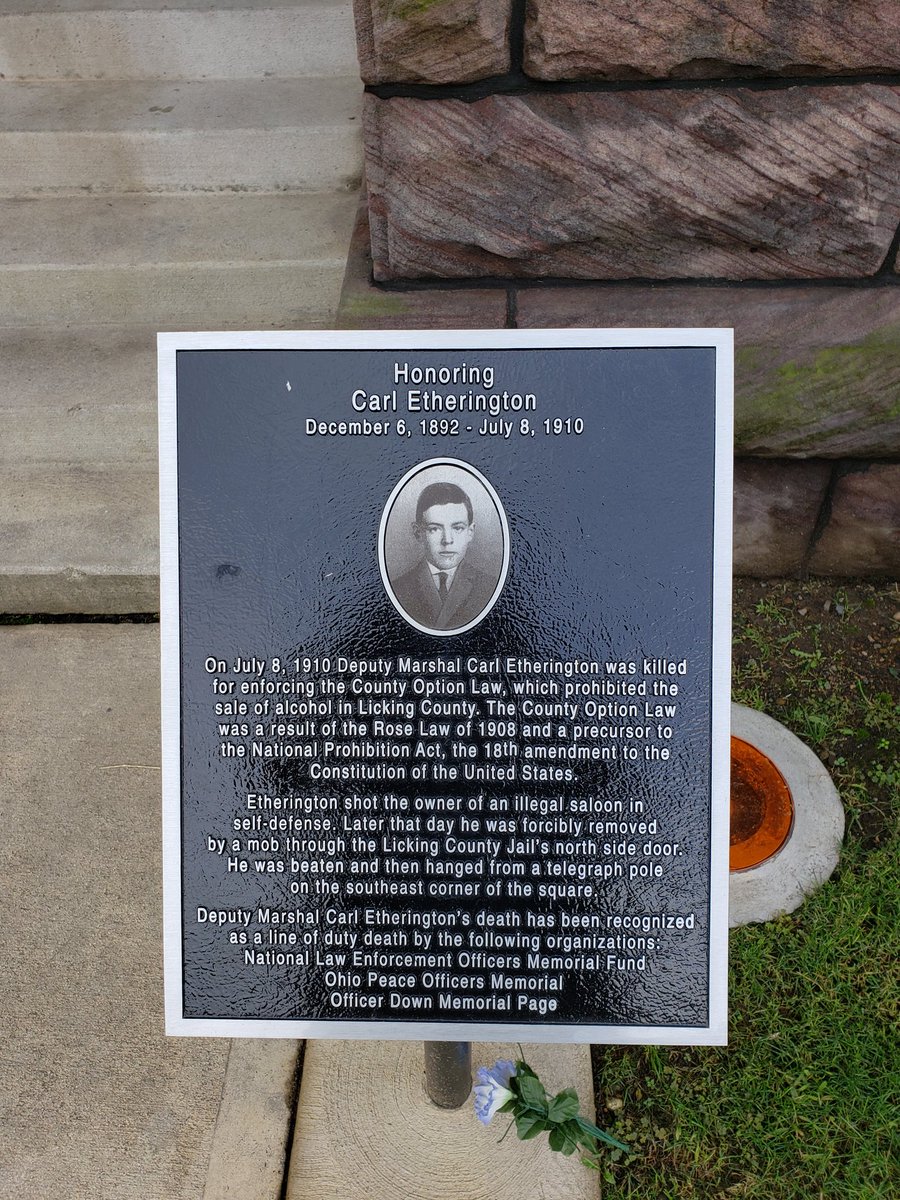 Honoring
Carl Etherington
December 6, 1892 - July 8, 1910
On July 8, 1910 Deputy Marshal Carl Etherington was killed
for enforcing the County Option Law, which prohibited the
sale of alcohol in Licking County. The County Option Law
was a result of the Rose Law of 1908 and a precursor to
the National Prohibition Act, the 18th amendment to the
Constitution of the United States.
Etherington shot the owner of an illegal saloon in
self-defense. Later that day he was forcibly removed
by a mob through the Licking County Jail's north side door.
He was beaten and then hanged from a telegraph pole
on the southeast corner of the square.
Deputy Marshal Carl Etherington's death has been recognized
as a line of duty death by the following organizations:
National Law Enforcement Officers Memorial Fund
Ohio Peace Officers Memorial
Officer Down Memorial Page